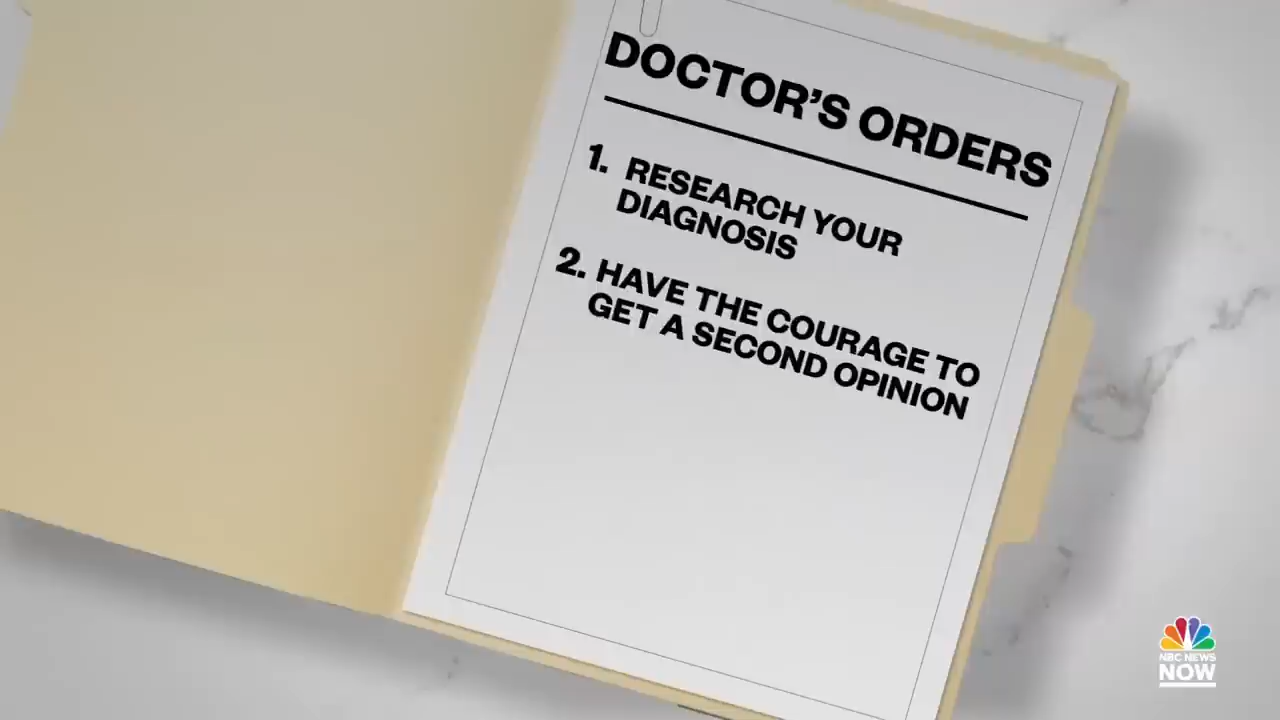 DOCTOR'S ORDERS
1. RESEARCH YOUR
DIAGNOSIS
2. HAVE THE COURAGE TO
GET A SECOND OPINION
NBC NEWS
NOW